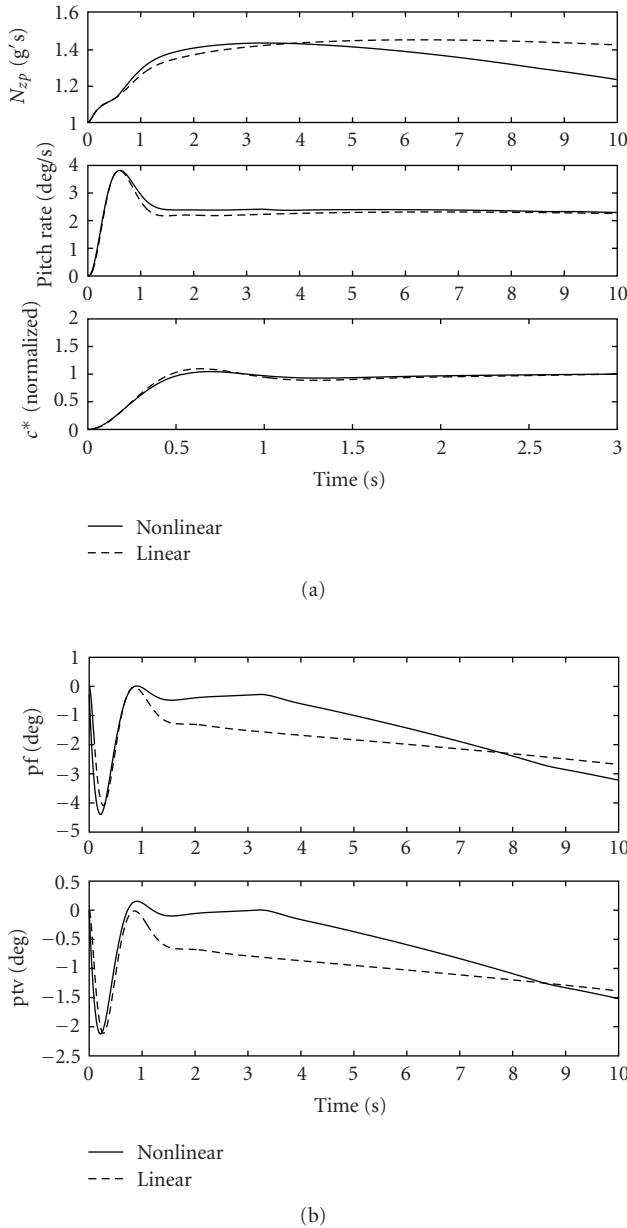 1.6
1.4
1.2
1
N_zp (g's)
0 1 2 3 4 5 6 7 8 9 10
4
3
2
1
0
Pitch rate (deg/s)
0 1 2 3 4 5 6 7 8 9 10
2
1.5
1
0.5
0
c* (normalized)
0 0.5 1 1.5 2 2.5 3
Time (s)
Nonlinear
Linear
(a)
1
0
−1
−2
−3
−4
−5
pf (deg)
0 1 2 3 4 5 6 7 8 9 10
0.5
0
−0.5
−1
−1.5
−2
−2.5
ptv (deg)
0 1 2 3 4 5 6 7 8 9 10
Time (s)
Nonlinear
Linear
(b)